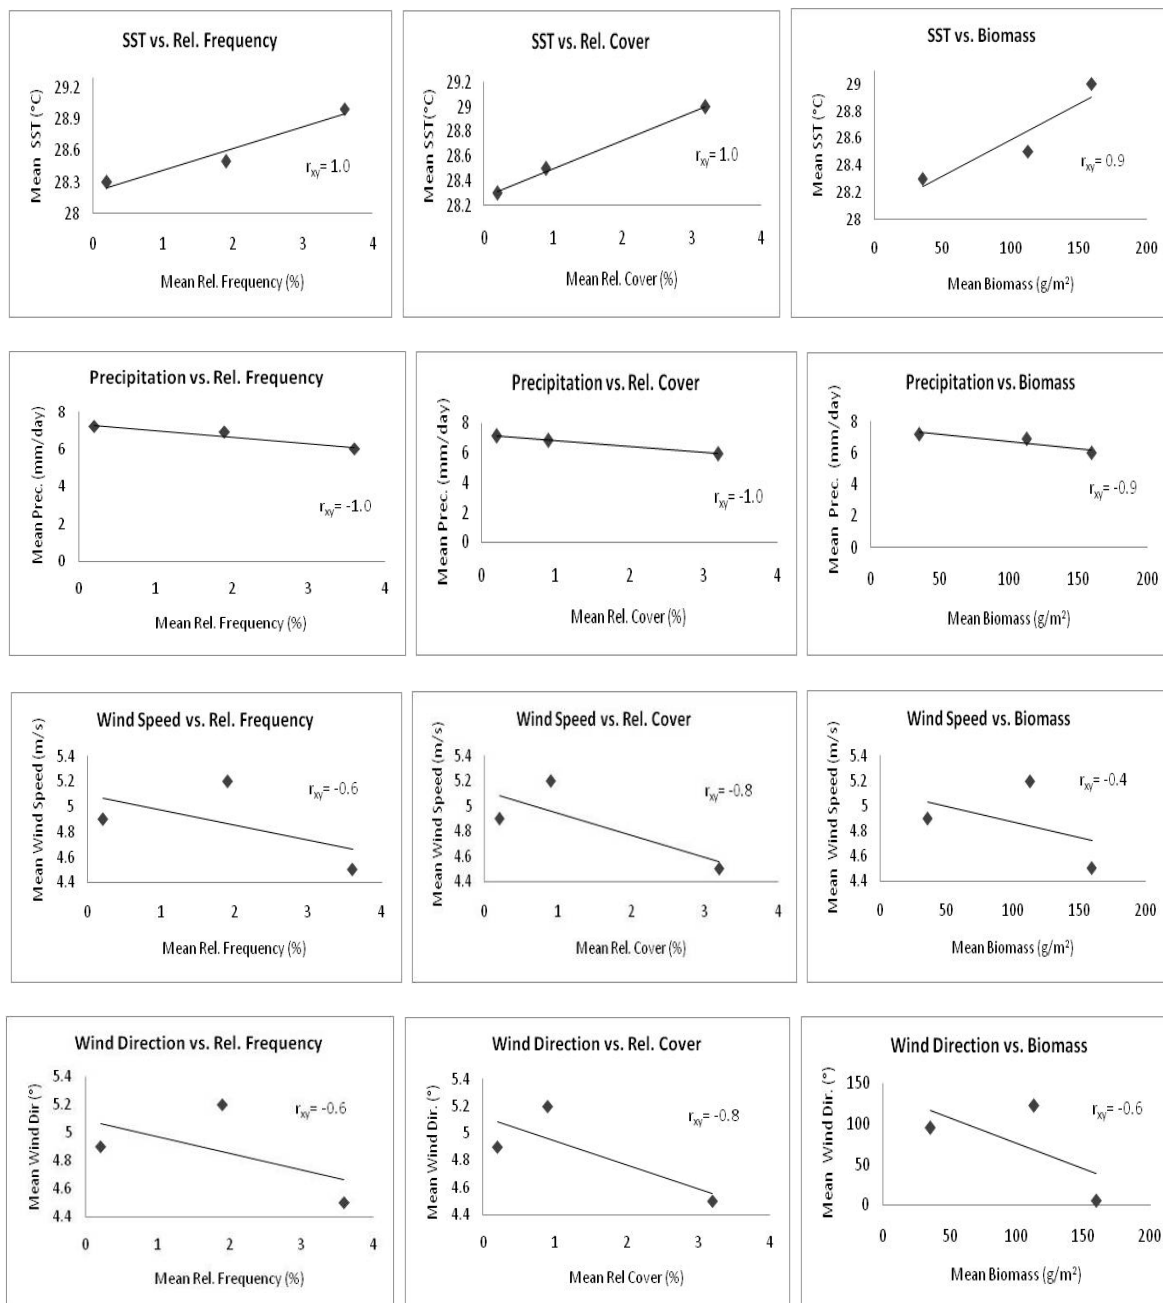 SST vs. Rel. Frequency
Mean SST (°C)
29.2
28.9
28.6
28.3
28
r_xy= 1.0
0 1 2 3 4
Mean Rel. Frequency (%)
SST vs. Rel. Cover
Mean SST(°C)
29.2
29
28.8
28.6
28.4
28.2
r_xy= 1.0
0 1 2 3 4
Mean Rel. Cover (%)
SST vs. Biomass
Mean SST (°C)
29
28.8
28.6
28.4
28.2
28
r_xy= 0.9
0 50 100 150 200
Mean Biomass (g/m²)
Precipitation vs. Rel. Frequency
Mean Prec. (mm/day)
8
6
4
2
0
r_xy= -1.0
0 1 2 3 4
Mean Rel. Frequency (%)
Precipitation vs. Rel. Cover
Mean Prec. (mm/day)
8
6
4
2
0
r_xy= -1.0
0 1 2 3 4
Mean Rel. Cover (%)
Precipitation vs. Biomass
Mean Prec. (mm/day)
8
6
4
2
0
r_xy= -0.9
0 50 100 150 200
Mean Biomass (g/m²)
Wind Speed vs. Rel. Frequency
Mean Wind Speed (m/s)
5.4
5.2
5
4.8
4.6
4.4
r_xy= -0.6
0 1 2 3 4
Mean Rel. Frequency (%)
Wind Speed vs. Rel. Cover
Mean Wind Speed (m/s)
5.4
5.2
5
4.8
4.6
4.4
r_xy= -0.8
0 1 2 3 4
Mean Rel. Cover (%)
Wind Speed vs. Biomass
Mean Wind Speed (m/s)
5.4
5.2
5
4.8
4.6
4.4
r_xy= -0.4
0 50 100 150 200
Mean Biomass (g/m²)
Wind Direction vs. Rel. Frequency
Mean Wind Dir (°)
5.4
5.2
5
4.8
4.6
4.4
r_xy= -0.6
0 1 2 3 4
Mean Rel. Frequency (%)
Wind Direction vs. Rel. Cover
Mean Wind Dir. (°)
5.4
5.2
5
4.8
4.6
4.4
r_xy= -0.8
0 1 2 3 4
Mean Rel Cover (%)
Wind Direction vs. Biomass
Mean Wind Dir. (°)
150
100
50
0
r_xy= -0.6
0 50 100 150 200
Mean Biomass (g/m²)